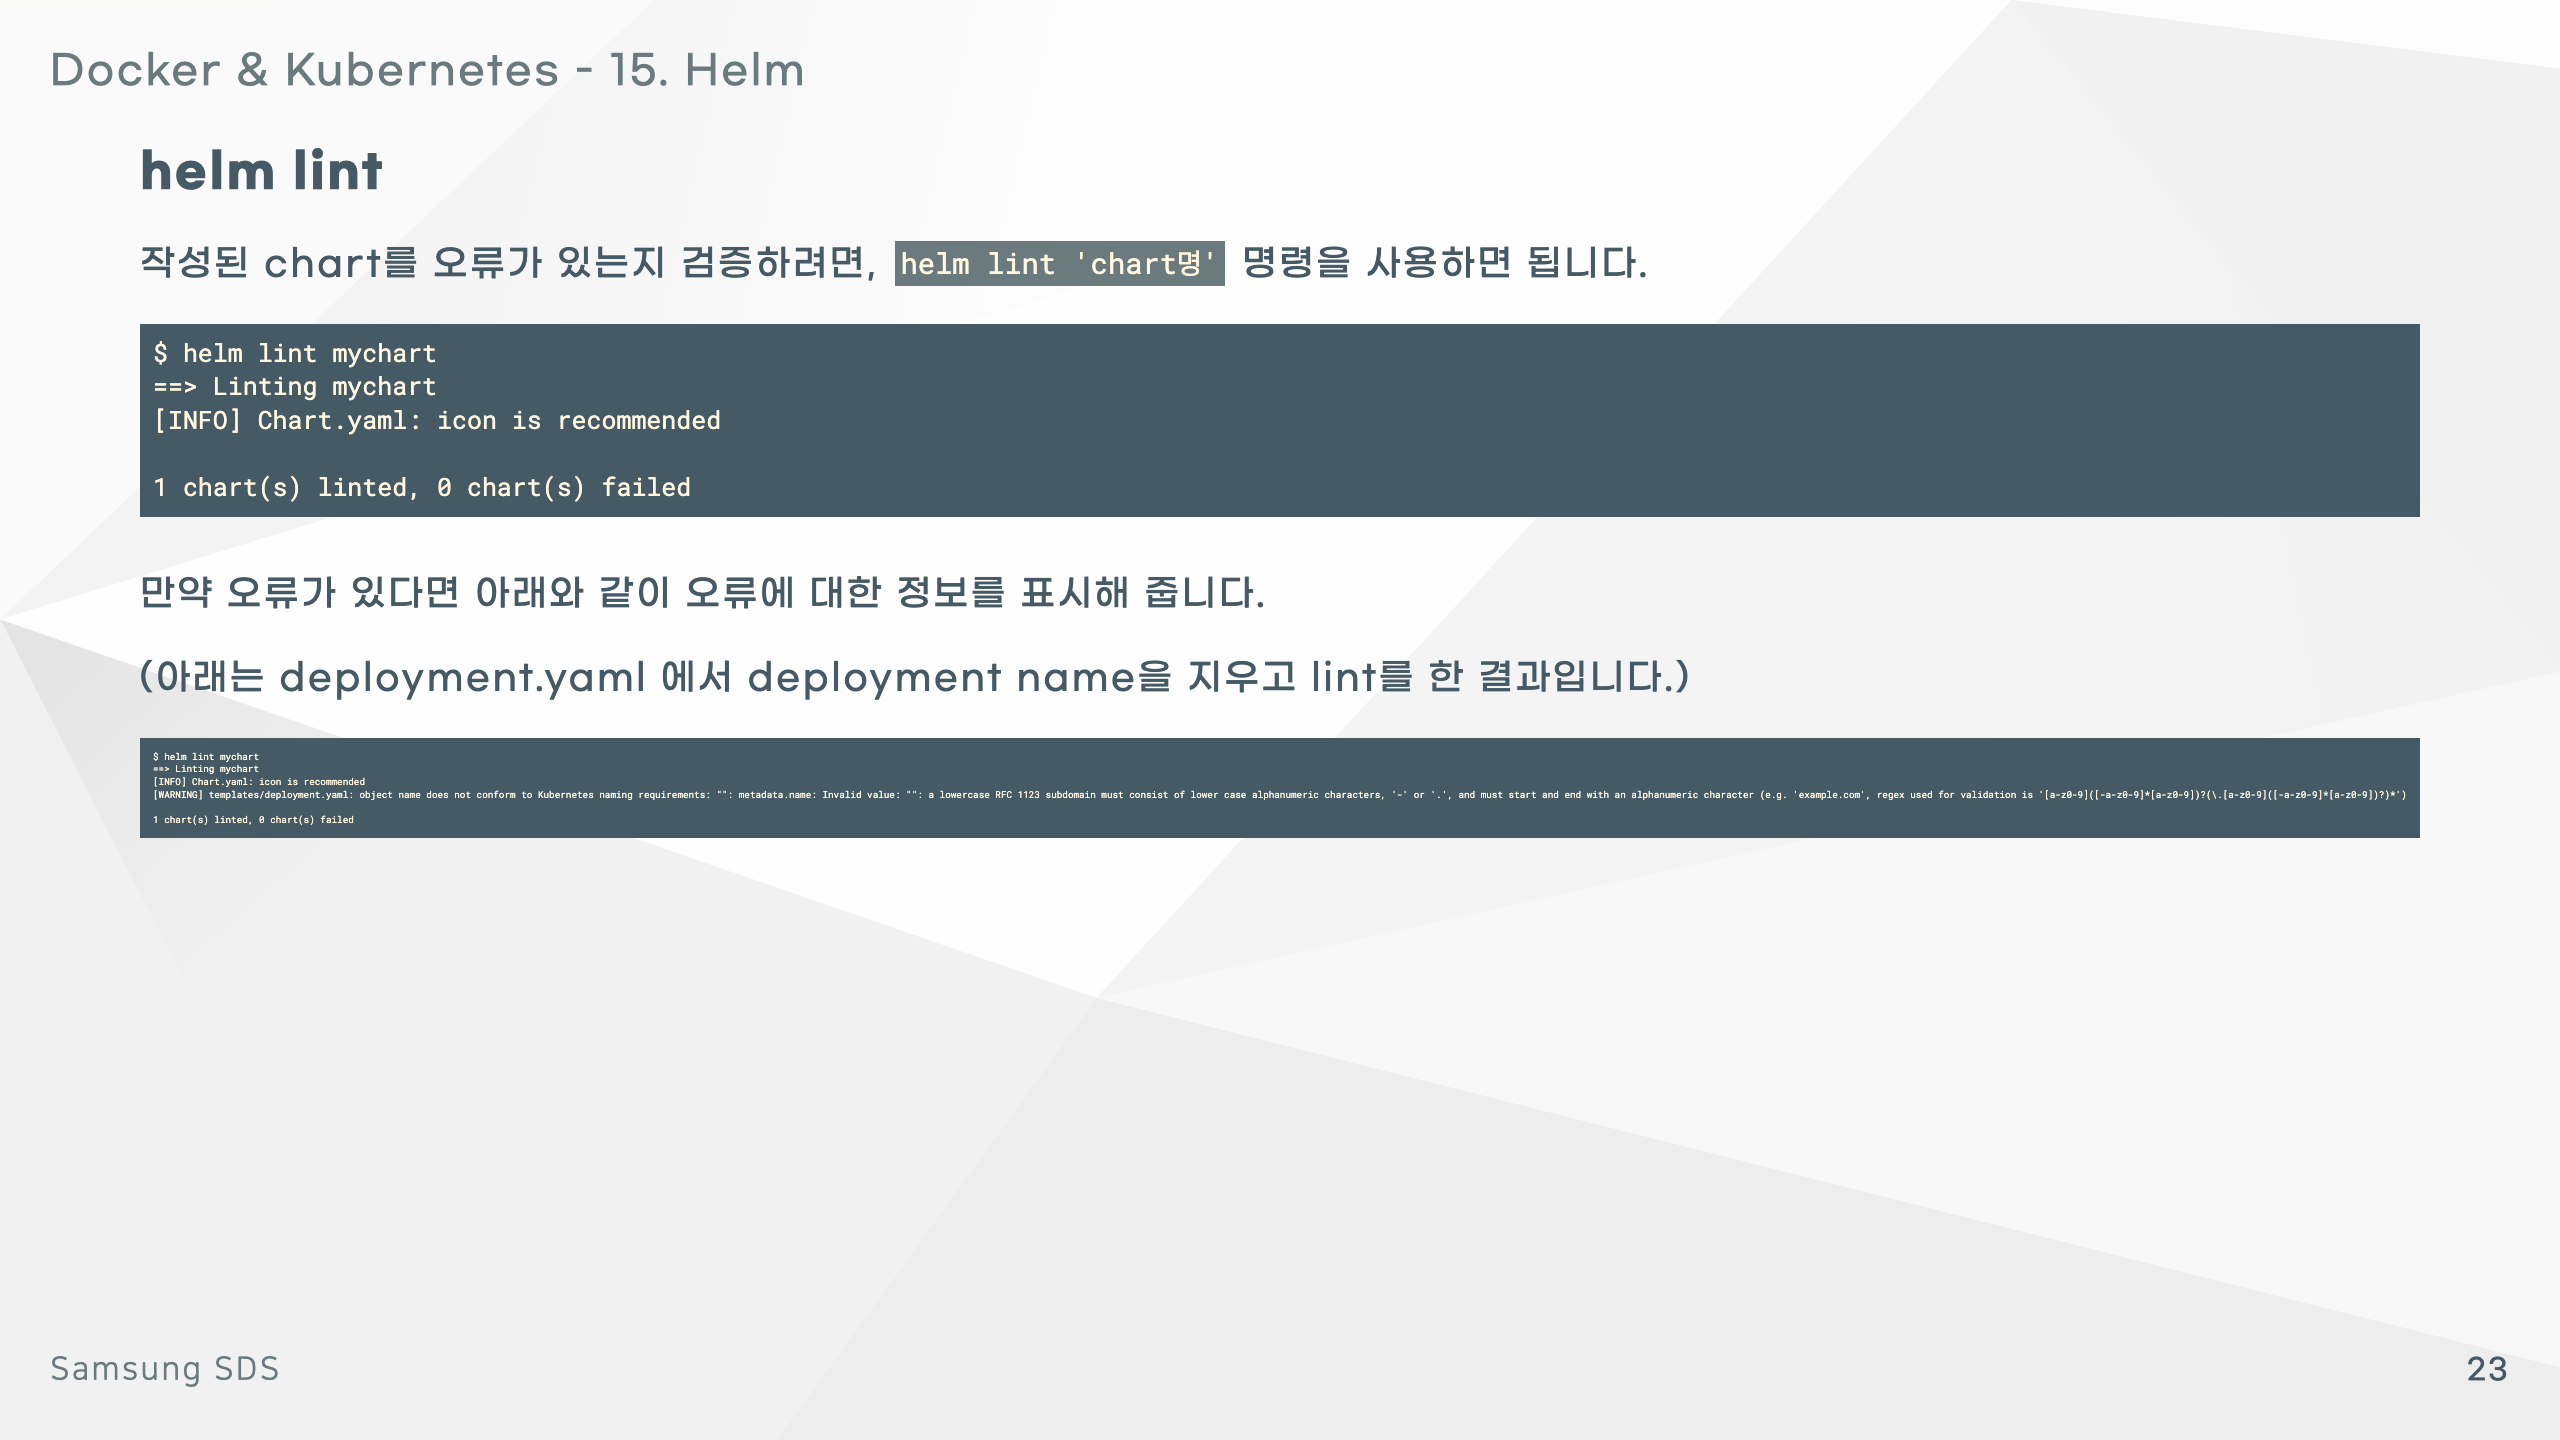 Docker & Kubernetes - 15. Helm
helm lint
작성된 chart를 오류가 있는지 검증하려면, helm lint 'chart명' 명령을 사용하면 됩니다.
$ helm lint mychart
==> Linting mychart
[INFO] Chart.yaml: icon is recommended
1 chart(s) linted, 0 chart(s) failed
만약 오류가 있다면 아래와 같이 오류에 대한 정보를 표시해 줍니다.
(아래는 deployment.yaml 에서 deployment name을 지우고 lint를 한 결과입니다.)
$ helm lint mychart
==> Linting mychart
[INFO] Chart.yaml: icon is recommended
[WARNING] templates/deployment.yaml: object name does not conform to Kubernetes naming requirements: "": metadata.name: Invalid value: "": a lowercase RFC 1123 subdomain must consist of lower case alphanumeric characters, '-' or '.', and must start and end with an alphanumeric character (e.g. 'example.com', regex used for validation is '[a-z0-9]([-a-z0-9]*[a-z0-9])?(\.[a-z0-9]([-a-z0-9]*[a-z0-9])?)*')
1 chart(s) linted, 0 chart(s) failed
Samsung SDS
23